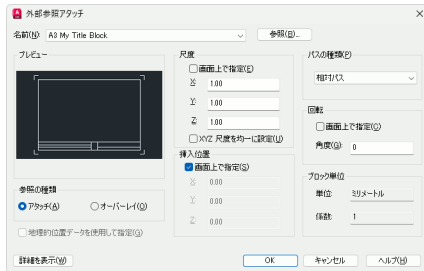 外部参照アタッチ
名前(N): A3 My Title Block 参照(B)...
プレビュー
尺度
画面上で指定(E)
X: 1.00
Y: 1.00
Z: 1.00
XYZ 尺度を均一に設定(U)
パスの種類(P)
相対パス
回転
画面上で指定(C)
角度(G): 0
挿入位置
画面上で指定(S)
X: 0.00
Y: 0.00
Z: 0.00
ブロック単位
単位: ミリメートル
係数: 1
参照の種類
アタッチ(A) オーバーレイ(O)
地理的位置データを使用して指定(G)
詳細を表示(W) OK キャンセル ヘルプ(H)